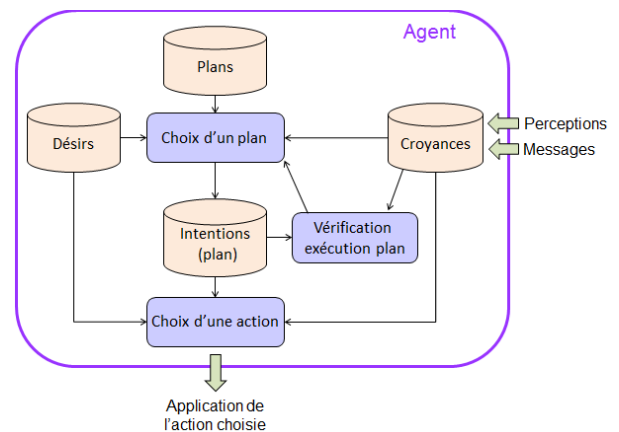 Agent
Plans
Désirs
Choix d'un plan
Croyances
Perceptions
Messages
Intentions
(plan)
Vérification
exécution plan
Choix d'une action
Application de
l'action choisie